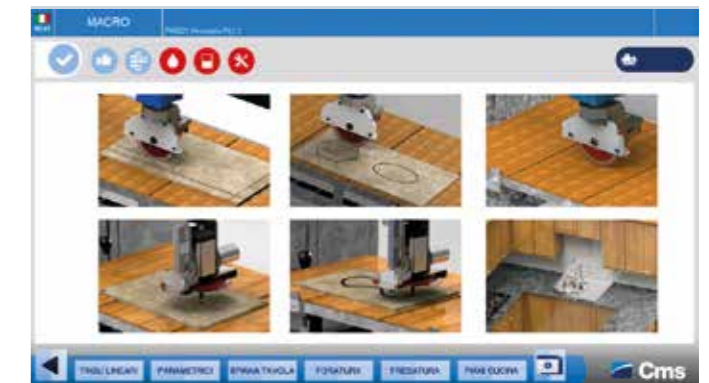 MACRO
TAGLI LINEARI
PARAMETRICI
SPIANA TAVOLA
FORATURA
FRESATURA
PIANI CUCINA
Cms